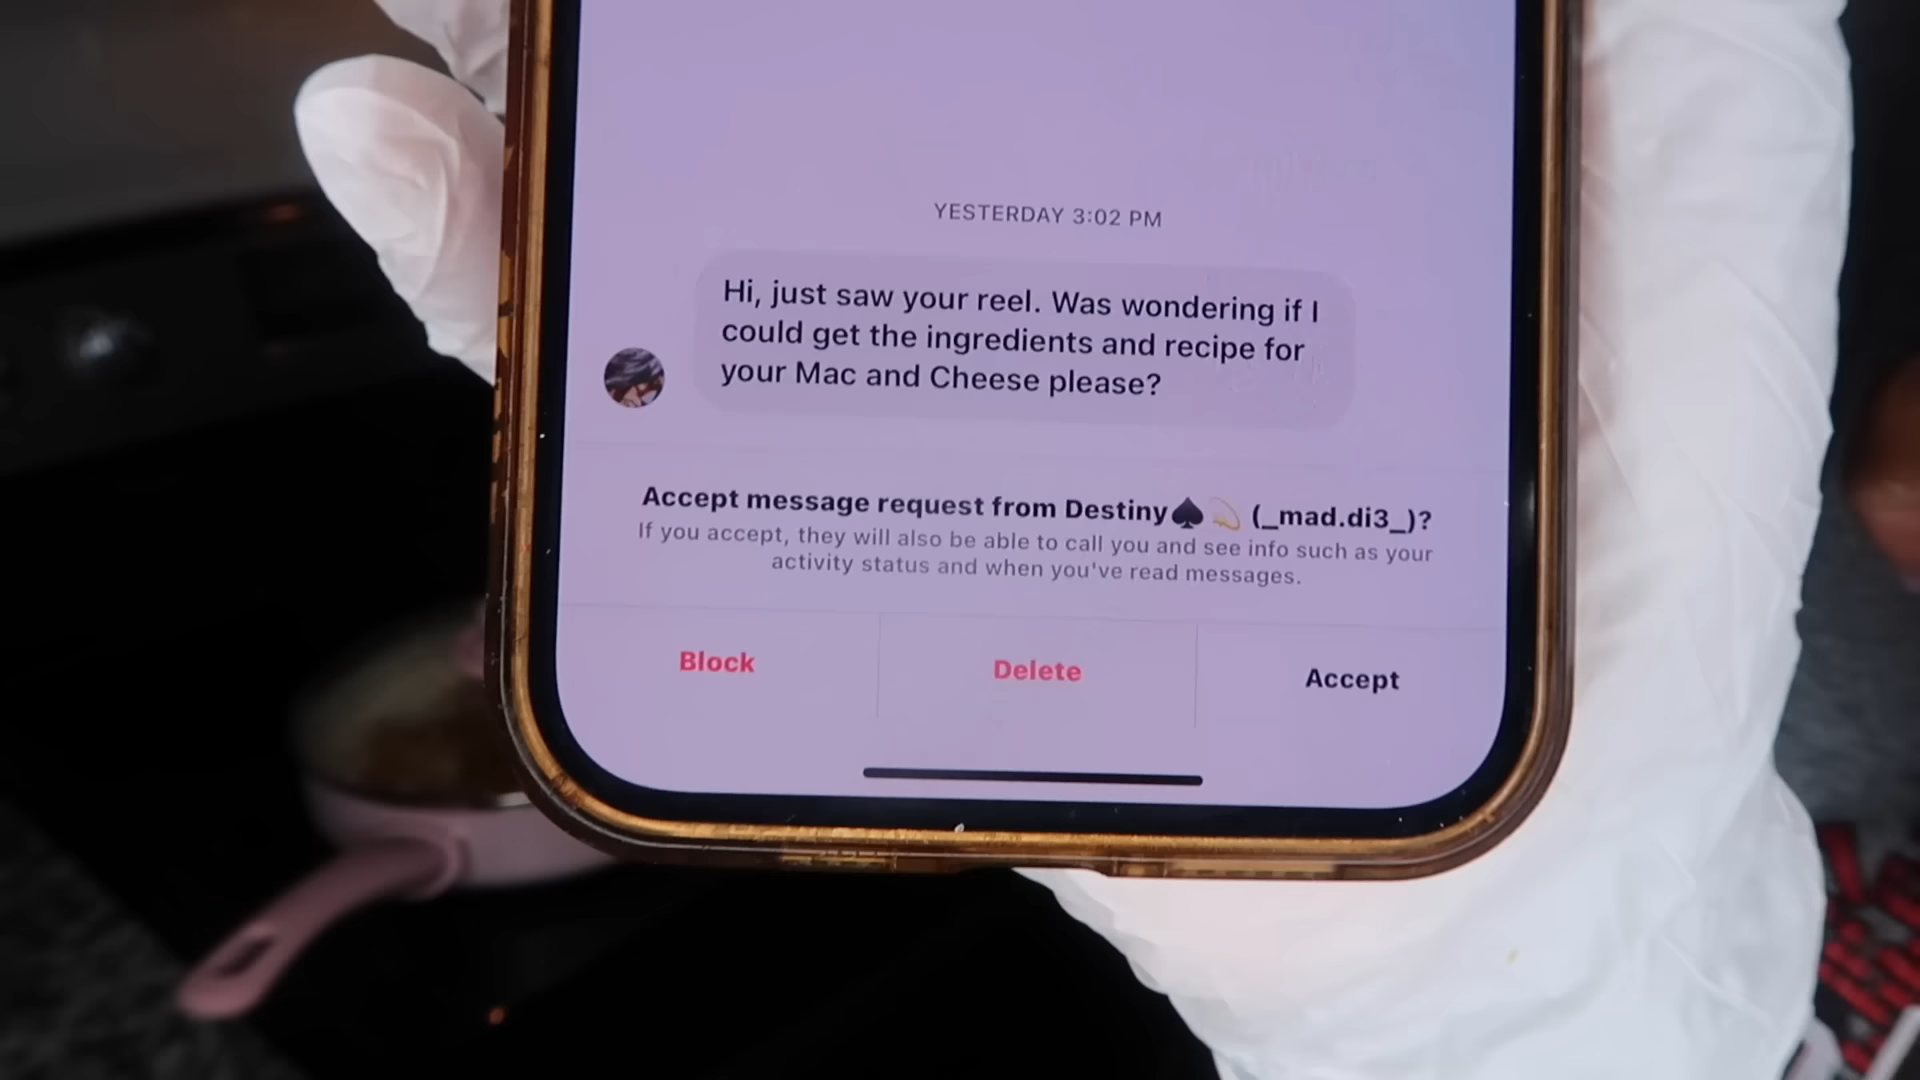 YESTERDAY 3:02 PM
Hi, just saw your reel. Was wondering if I
could get the ingredients and recipe for
your Mac and Cheese please?
Accept message request from Destiny♠️💫 (_mad.di3_)?
If you accept, they will also be able to call you and see info such as your
activity status and when you've read messages.
Block
Delete
Accept